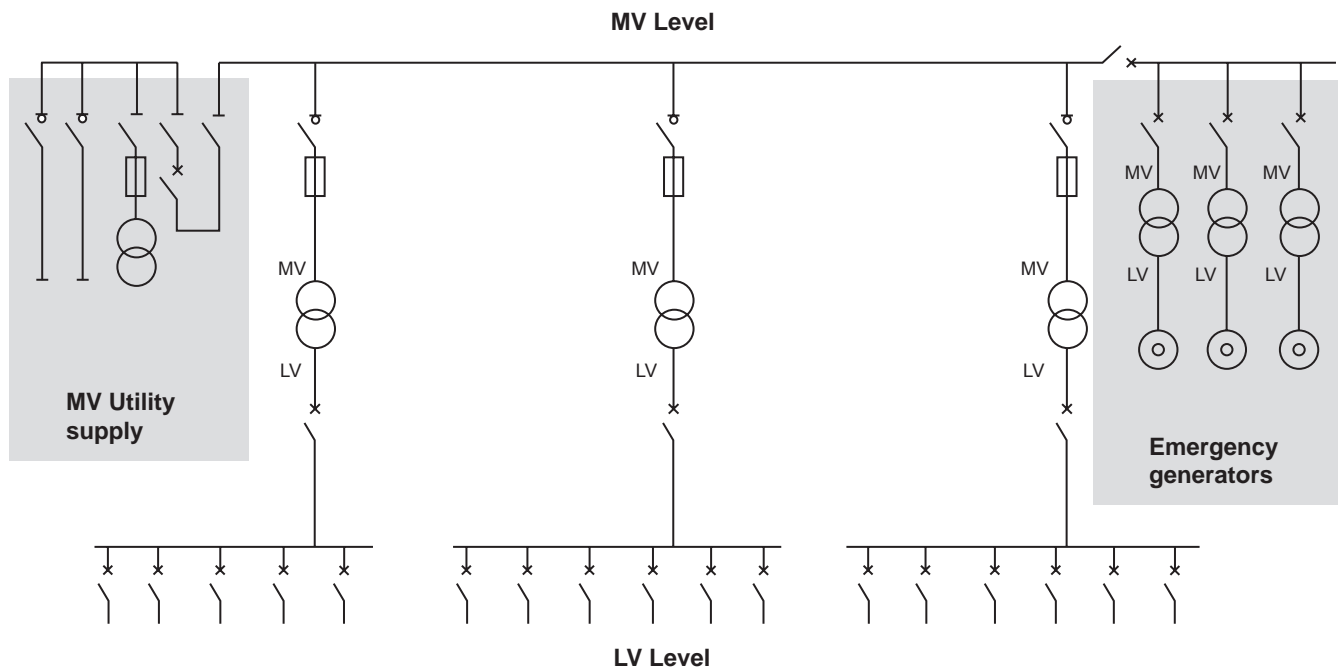 MV Level
MV
MV
MV
LV
LV
LV
MV
MV
MV
LV
LV
LV
MV Utility
supply
Emergency
generators
LV Level